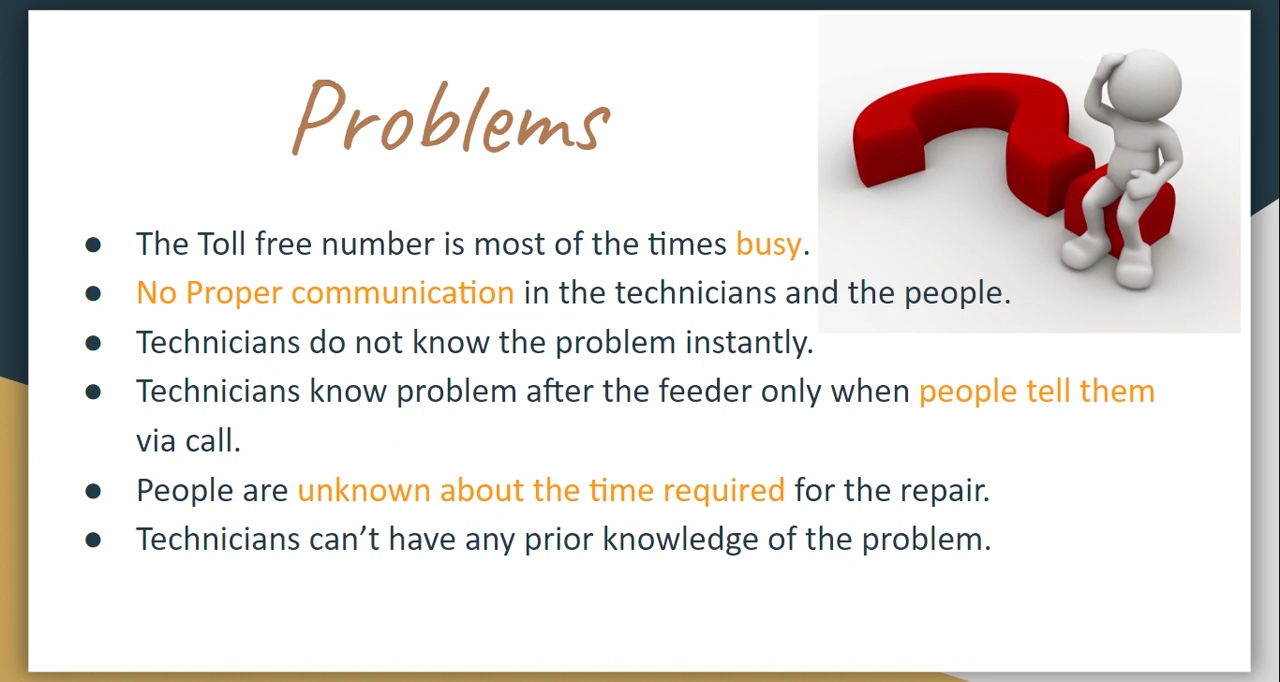 Problems
● The Toll free number is most of the times busy.
● No Proper communication in the technicians and the people.
● Technicians do not know the problem instantly.
● Technicians know problem after the feeder only when people tell them
via call.
● People are unknown about the time required for the repair.
● Technicians can’t have any prior knowledge of the problem.